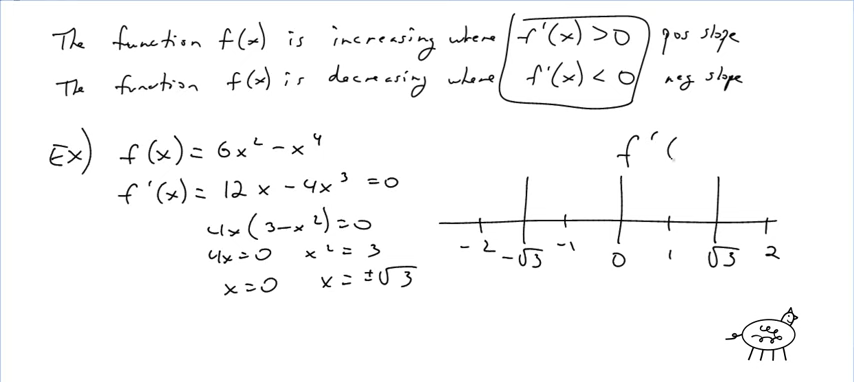 The function f(x) is increasing where f'(x) > 0 pos slope
The function f(x) is decreasing where f'(x) < 0 neg slope
Ex) f(x) = 6x² - x⁴
f'(
f'(x) = 12x - 4x³ = 0
4x(3 - x²) = 0
4x = 0 x² = 3
x = 0 x = ±√3
-2 -√3 -1 0 1 √3 2